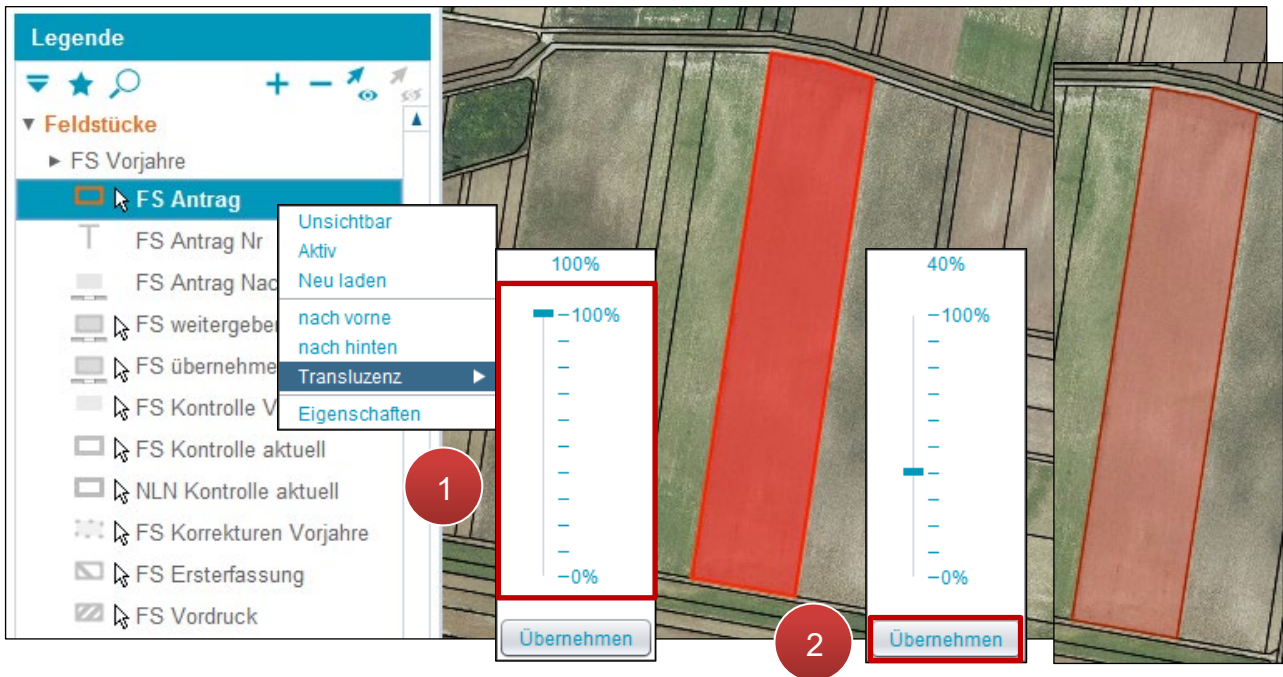 Legende
Feldstücke
FS Vorjahre
FS Antrag
FS Antrag Nr
FS Antrag Nac
FS weitergeber
FS übernehme
FS Kontrolle V
FS Kontrolle aktuell
NLN Kontrolle aktuell
FS Korrekturen Vorjahre
FS Ersterfassung
FS Vordruck
Unsichtbar
Aktiv
Neu laden
nach vorne
nach hinten
Transluzenz
Eigenschaften
1
100%
100%
0%
Übernehmen
2
40%
100%
0%
Übernehmen